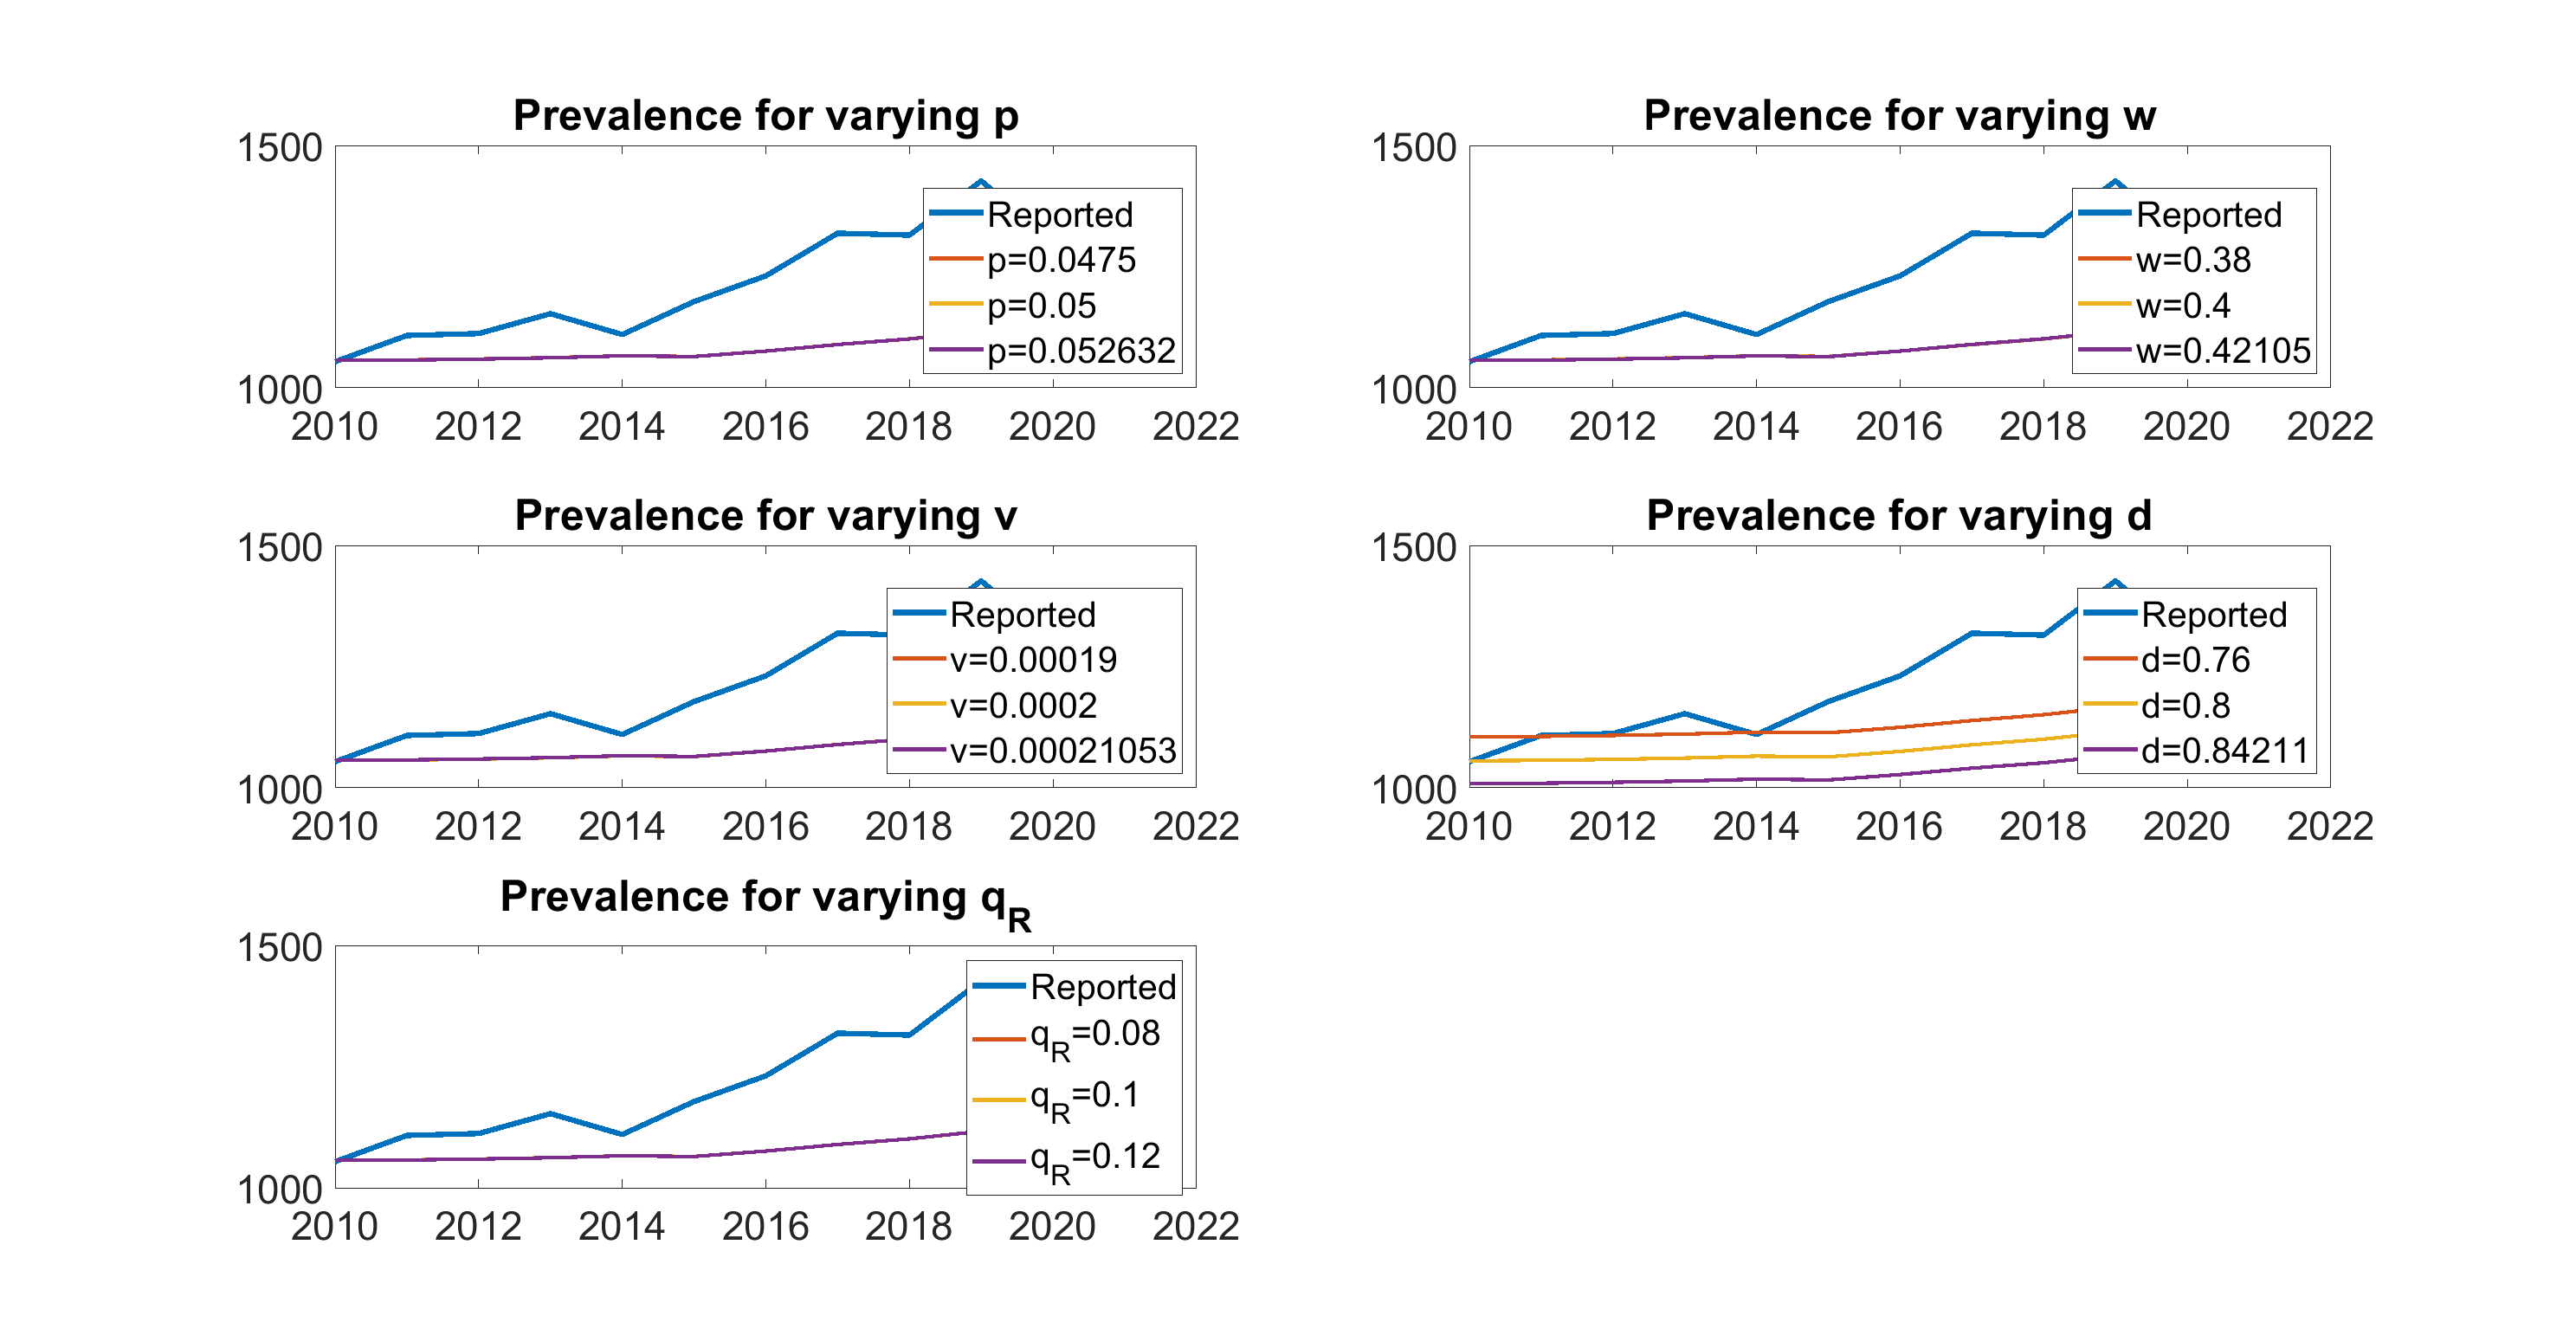 Prevalence for varying p
1500
1000
2010 2012 2014 2016 2018 2020 2022
Reported
p=0.0475
p=0.05
p=0.052632
Prevalence for varying w
1500
1000
2010 2012 2014 2016 2018 2020 2022
Reported
w=0.38
w=0.4
w=0.42105
Prevalence for varying v
1500
1000
2010 2012 2014 2016 2018 2020 2022
Reported
v=0.00019
v=0.0002
v=0.00021053
Prevalence for varying d
1500
1000
2010 2012 2014 2016 2018 2020 2022
Reported
d=0.76
d=0.8
d=0.84211
Prevalence for varying qR
1500
1000
2010 2012 2014 2016 2018 2020 2022
Reported
qR=0.08
qR=0.1
qR=0.12